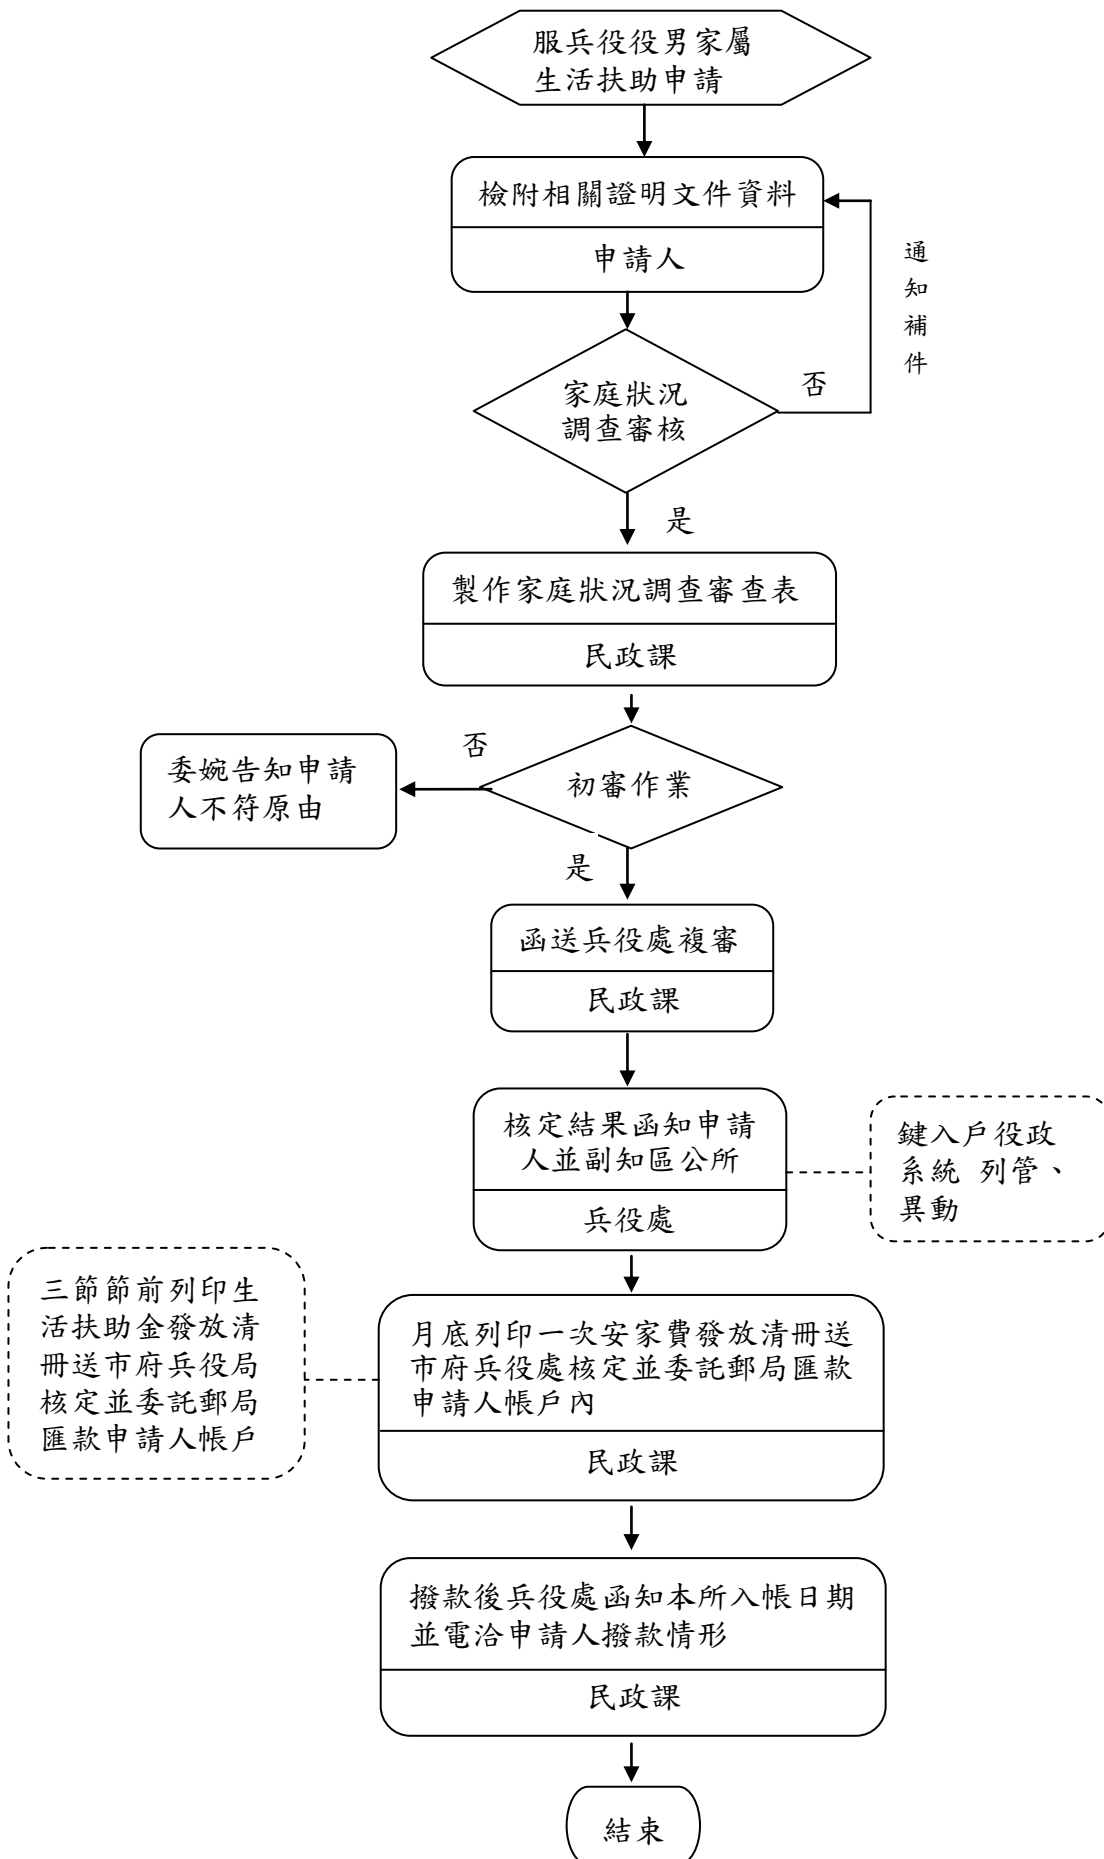 服兵役役男家屬
生活扶助申請
檢附相關證明文件資料
申請人
通知補件
家庭狀況
調查審核
否
是
製作家庭狀況調查審查表
民政課
否
委婉告知申請
人不符原由
初審作業
是
函送兵役處複審
民政課
核定結果函知申請
人並副知區公所
兵役處
鍵入戶役政
系統 列管、
異動
三節節前列印生
活扶助金發放清
冊送市府兵役局
核定並委託郵局
匯款申請人帳戶
月底列印一次安家費發放清冊送
市府兵役處核定並委託郵局匯款
申請人帳戶內
民政課
撥款後兵役處函知本所入帳日期
並電洽申請人撥款情形
民政課
結束